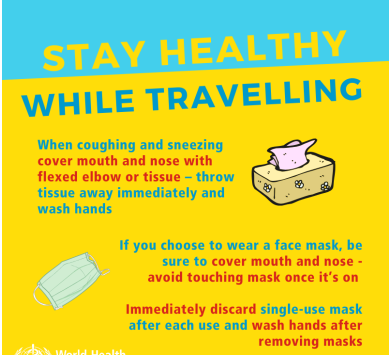 STAY HEALTHY
WHILE TRAVELLING
When coughing and sneezing
cover mouth and nose with
flexed elbow or tissue – throw
tissue away immediately and
wash hands
If you choose to wear a face mask, be
sure to cover mouth and nose -
avoid touching mask once it's on
Immediately discard single-use mask
after each use and wash hands after
removing masks
World Health